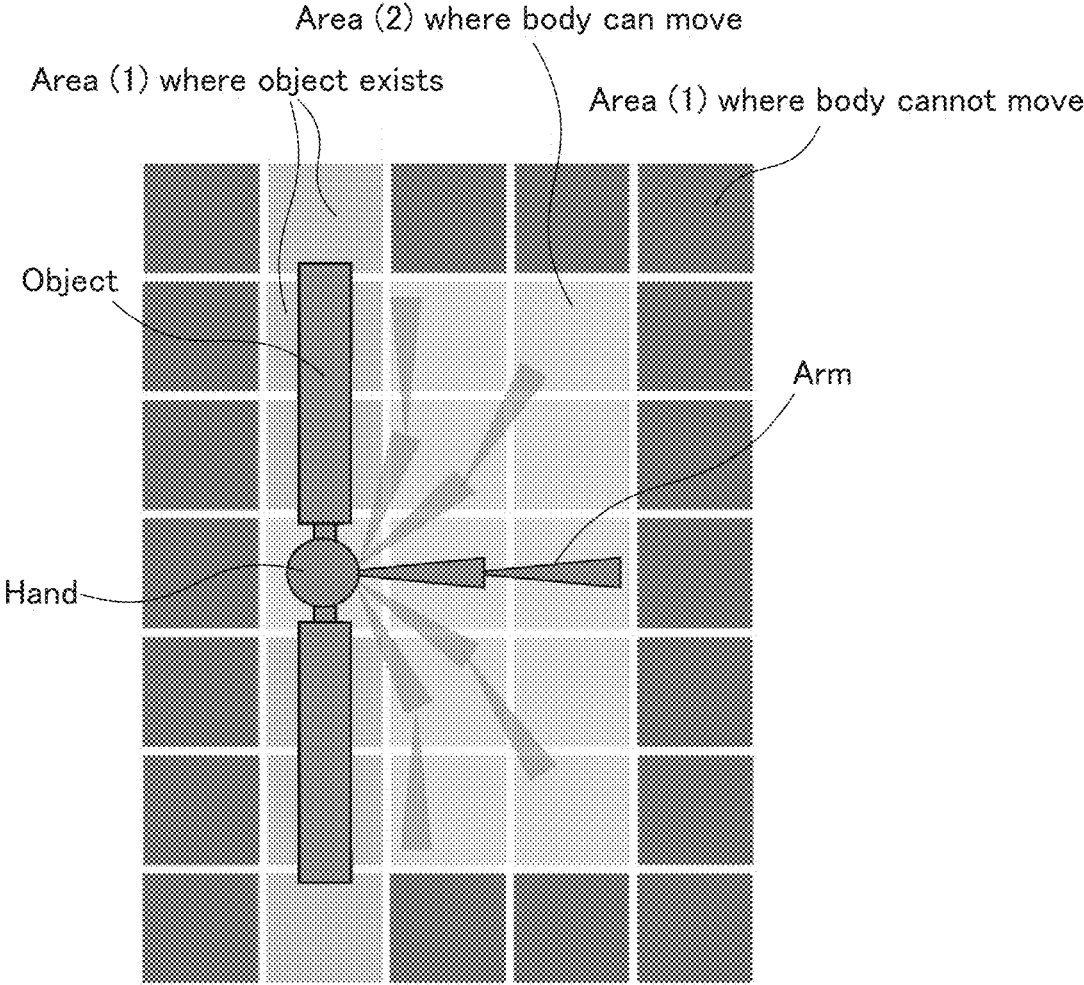 Area (2) where body can move
Area (1) where object exists
Area (1) where body cannot move
Object
Arm
Hand